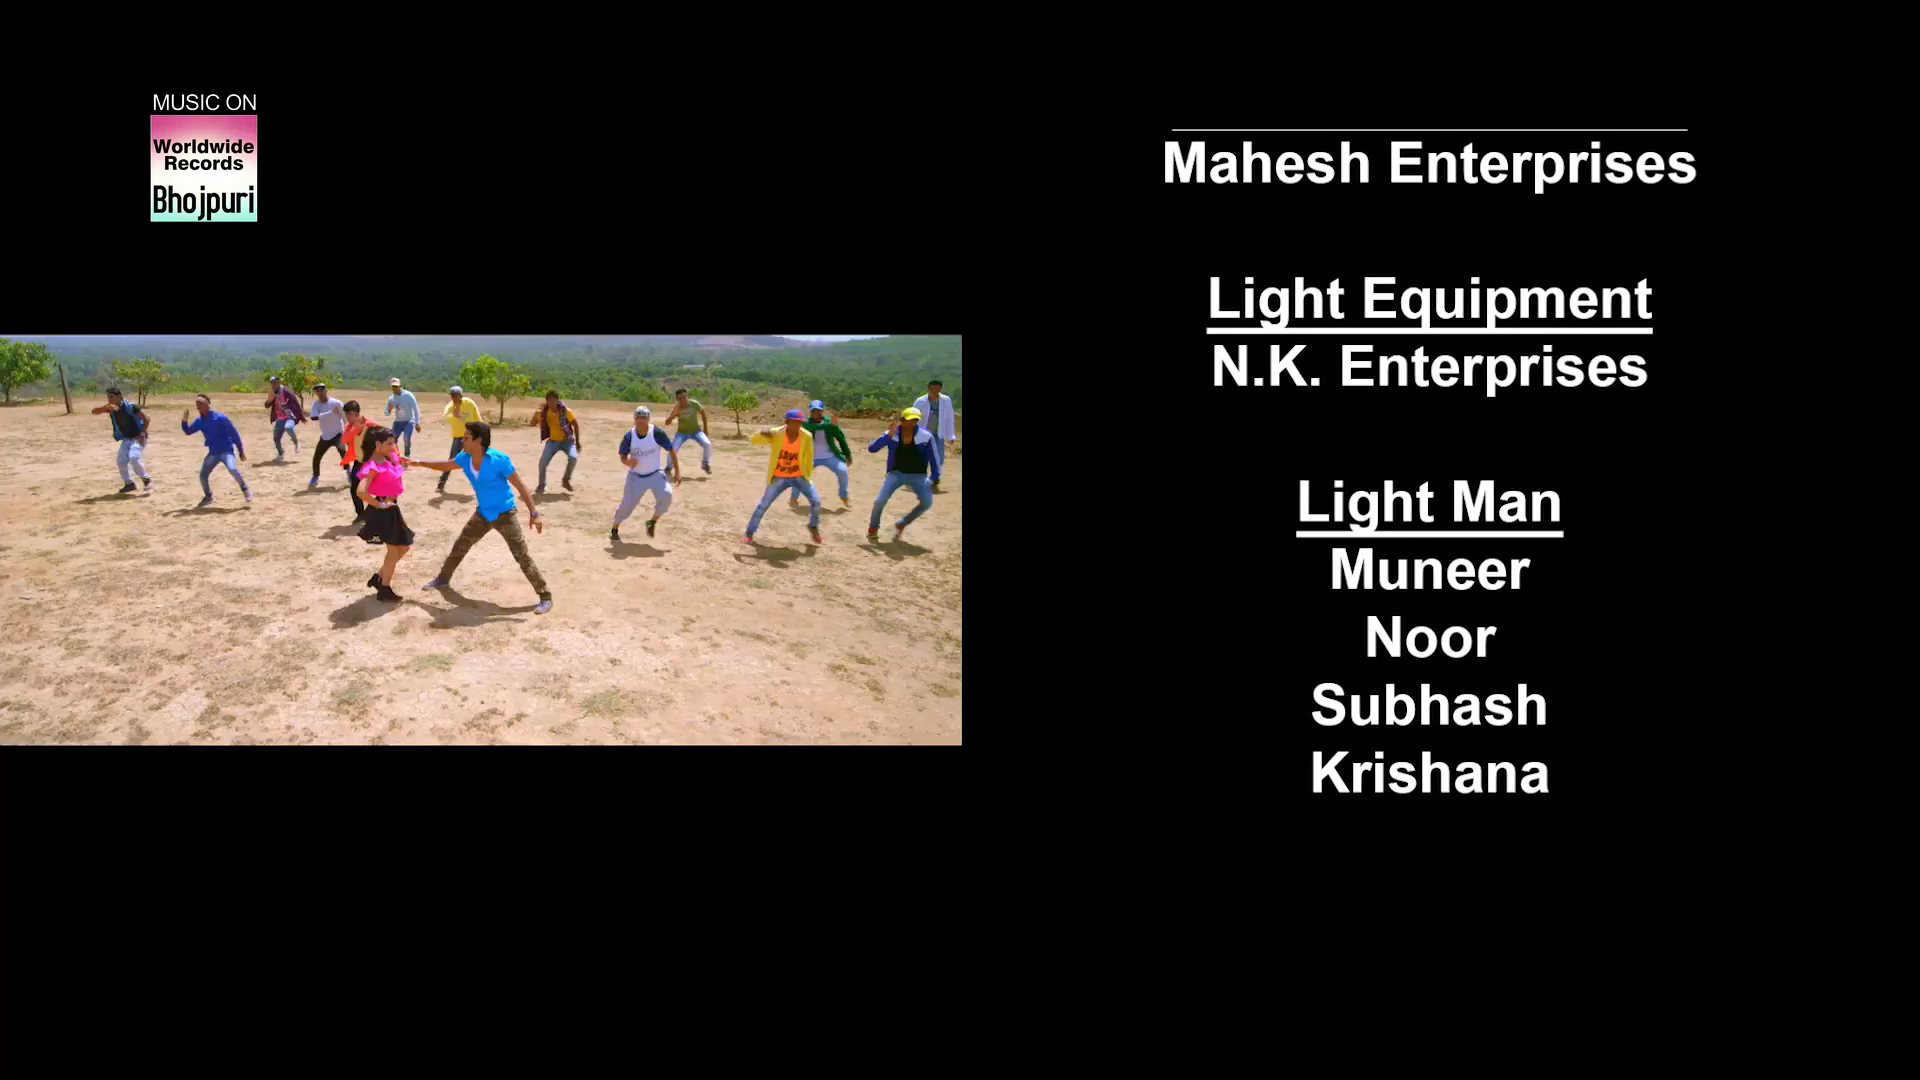 MUSIC ON
Worldwide
Records
Bhojpuri
Mahesh Enterprises
Light Equipment
N.K. Enterprises
Light Man
Muneer
Noor
Subhash
Krishana